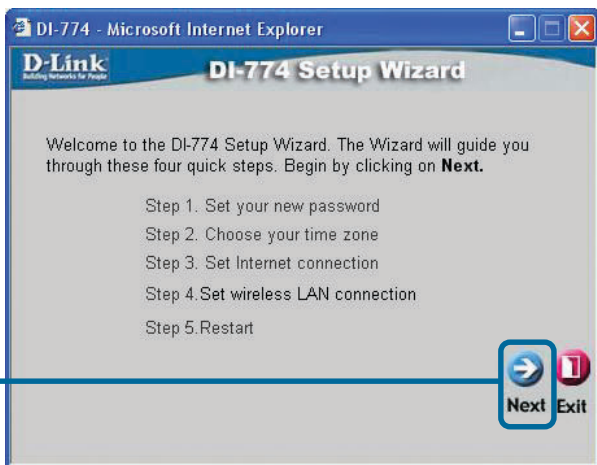 DI-774 - Microsoft Internet Explorer
D-Link
Building Networks for People
DI-774 Setup Wizard
Welcome to the DI-774 Setup Wizard. The Wizard will guide you
through these four quick steps. Begin by clicking on Next.
Step 1. Set your new password
Step 2. Choose your time zone
Step 3. Set Internet connection
Step 4.Set wireless LAN connection
Step 5.Restart
Next Exit